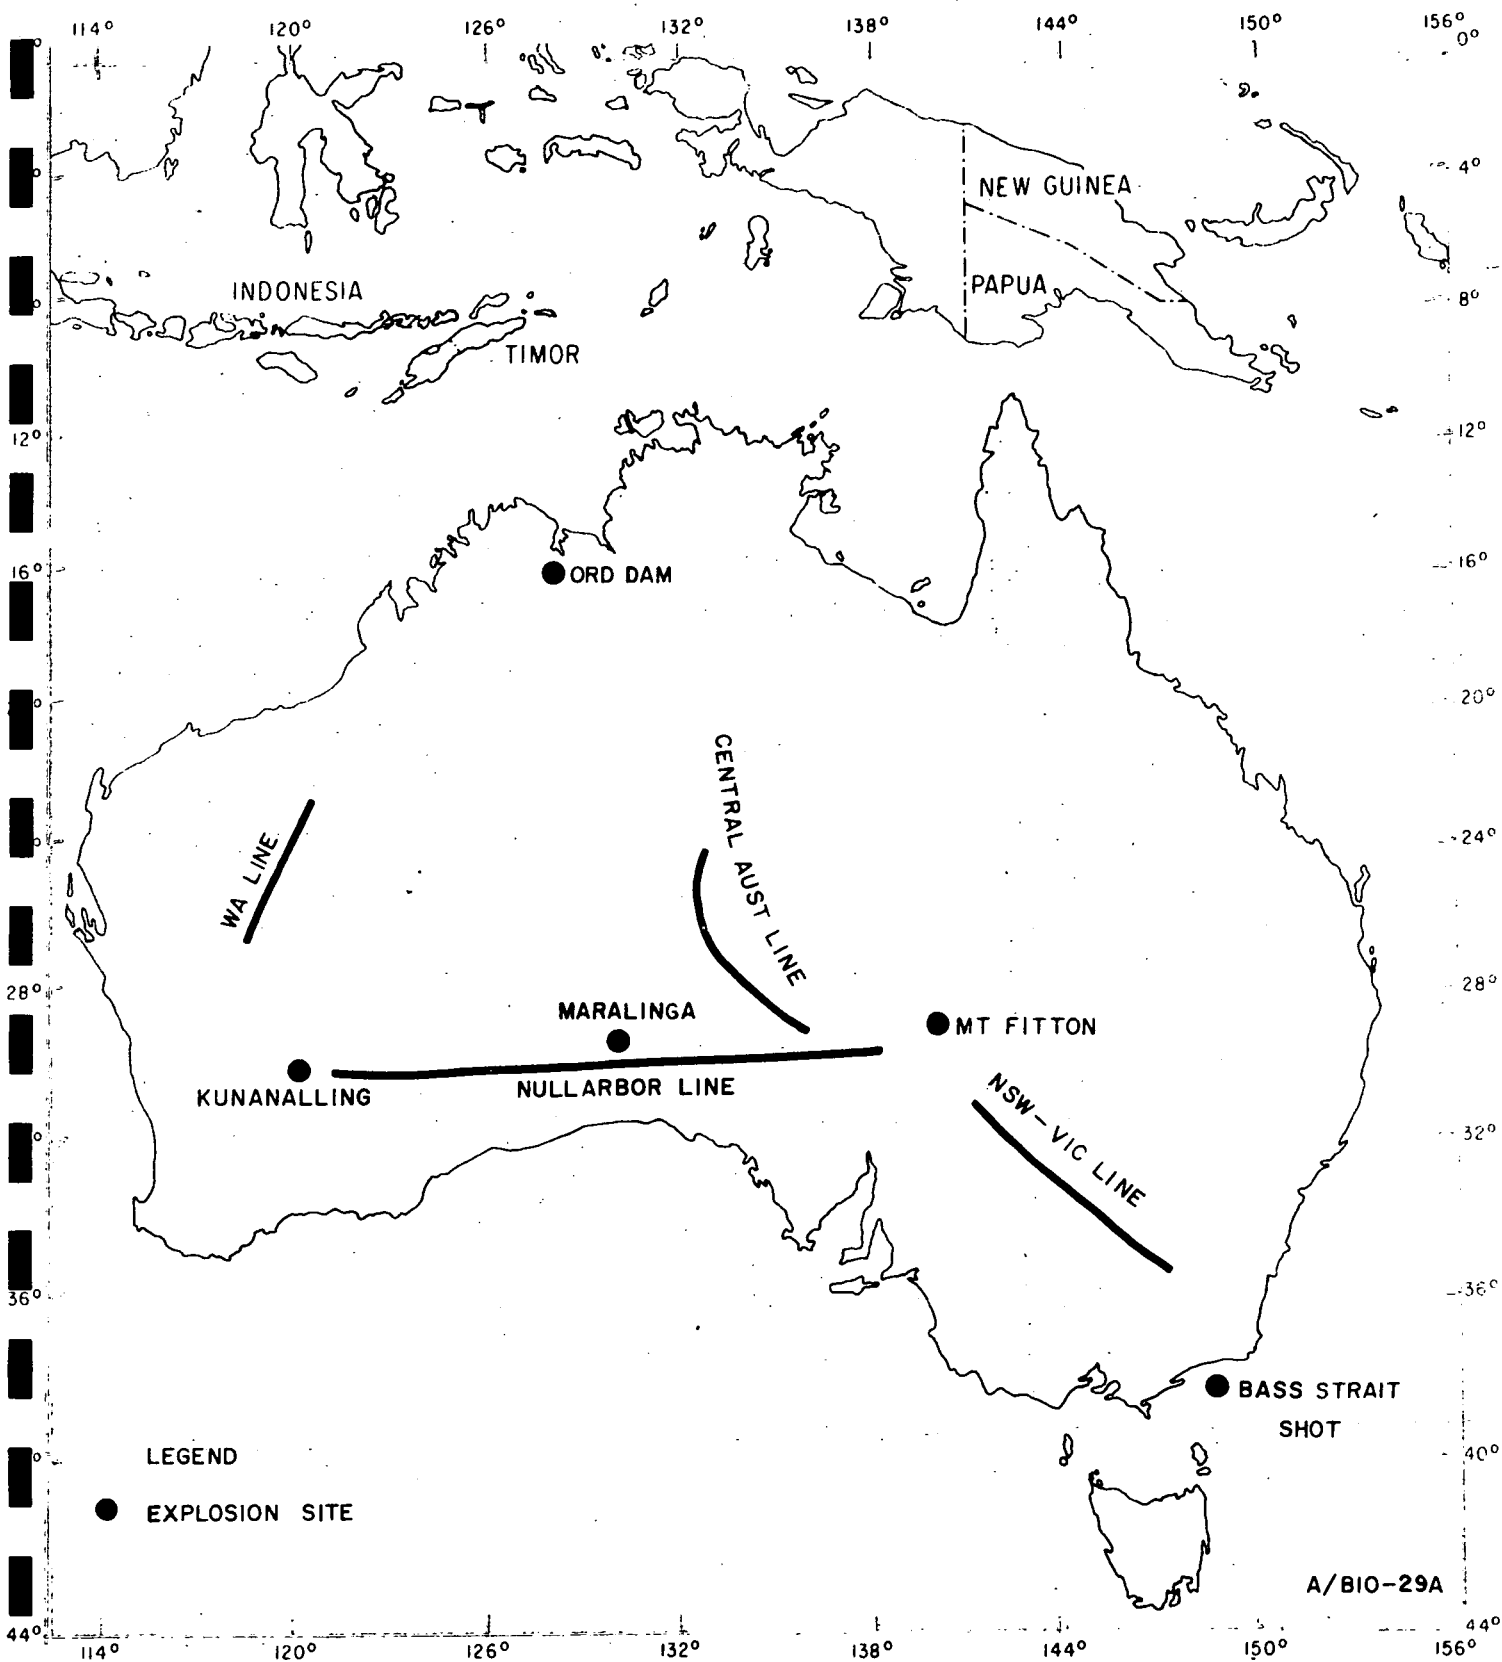 114° 120° 126° 132° 138° 144° 150° 156°
0°
4°
NEW GUINEA
PAPUA
INDONESIA
8°
TIMOR
12° 12°
16° ORD DAM 16°
20°
CENTRAL AUST LINE
WA LINE
24°
28° 28°
MARALINGA
MT FITTON
KUNANALLING
NULLARBOR LINE
NSW-VIC LINE
32°
36° 36°
BASS STRAIT
SHOT
LEGEND
40°
EXPLOSION SITE
A/BIO-29A
44° 44°
114° 120° 126° 132° 138° 144° 150° 156°